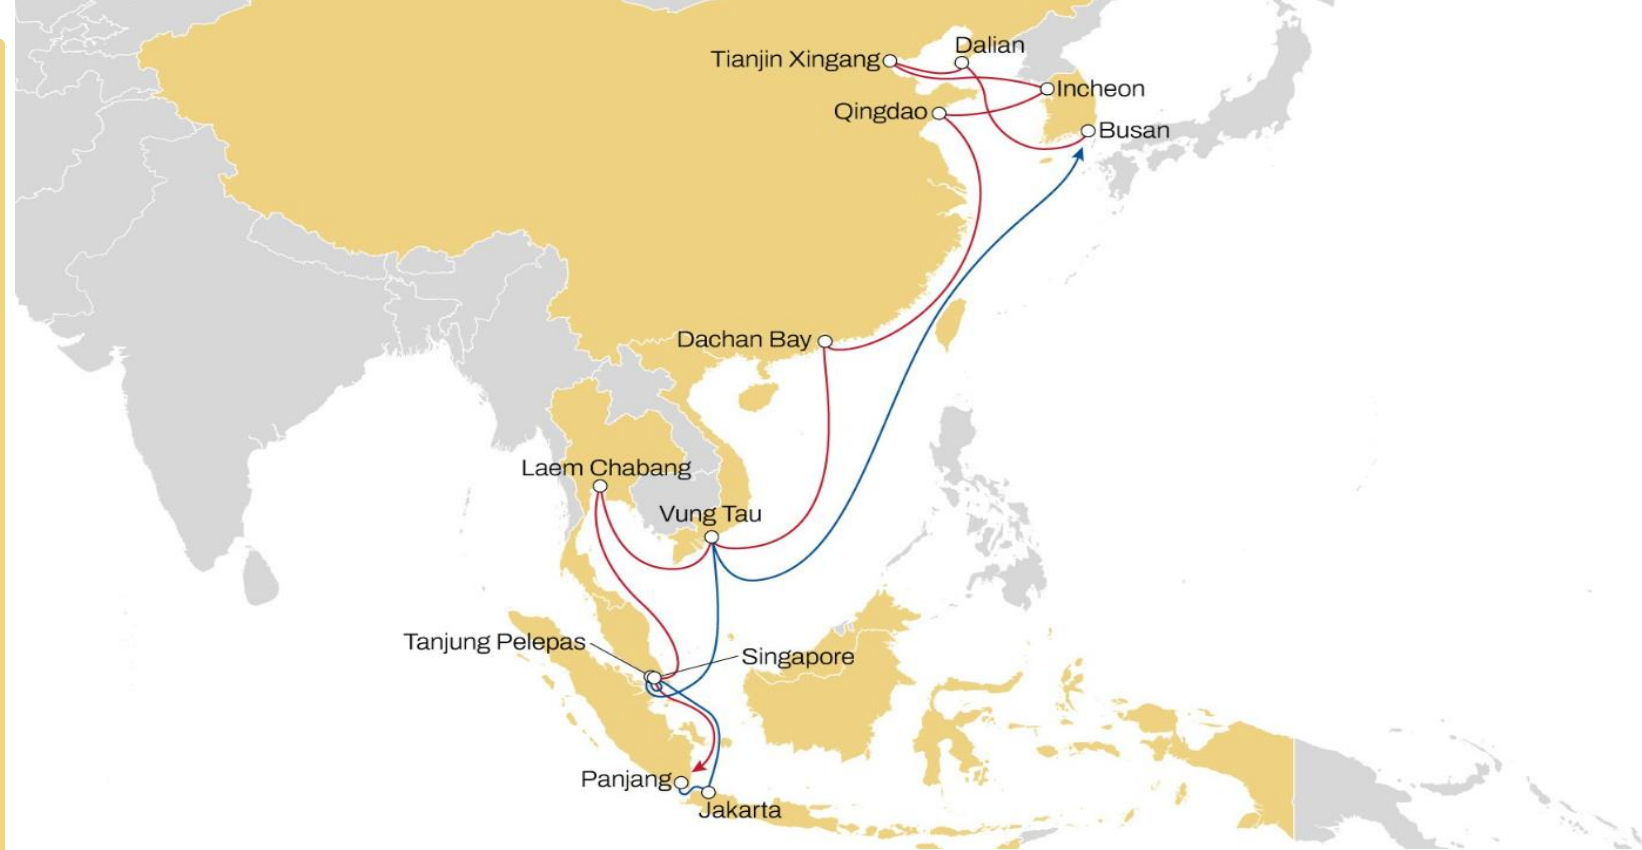 Dalian
Tianjin Xingang
Incheon
Qingdao
Busan
Dachan Bay
Laem Chabang
Vung Tau
Tanjung Pelepas
Singapore
Panjang
Jakarta